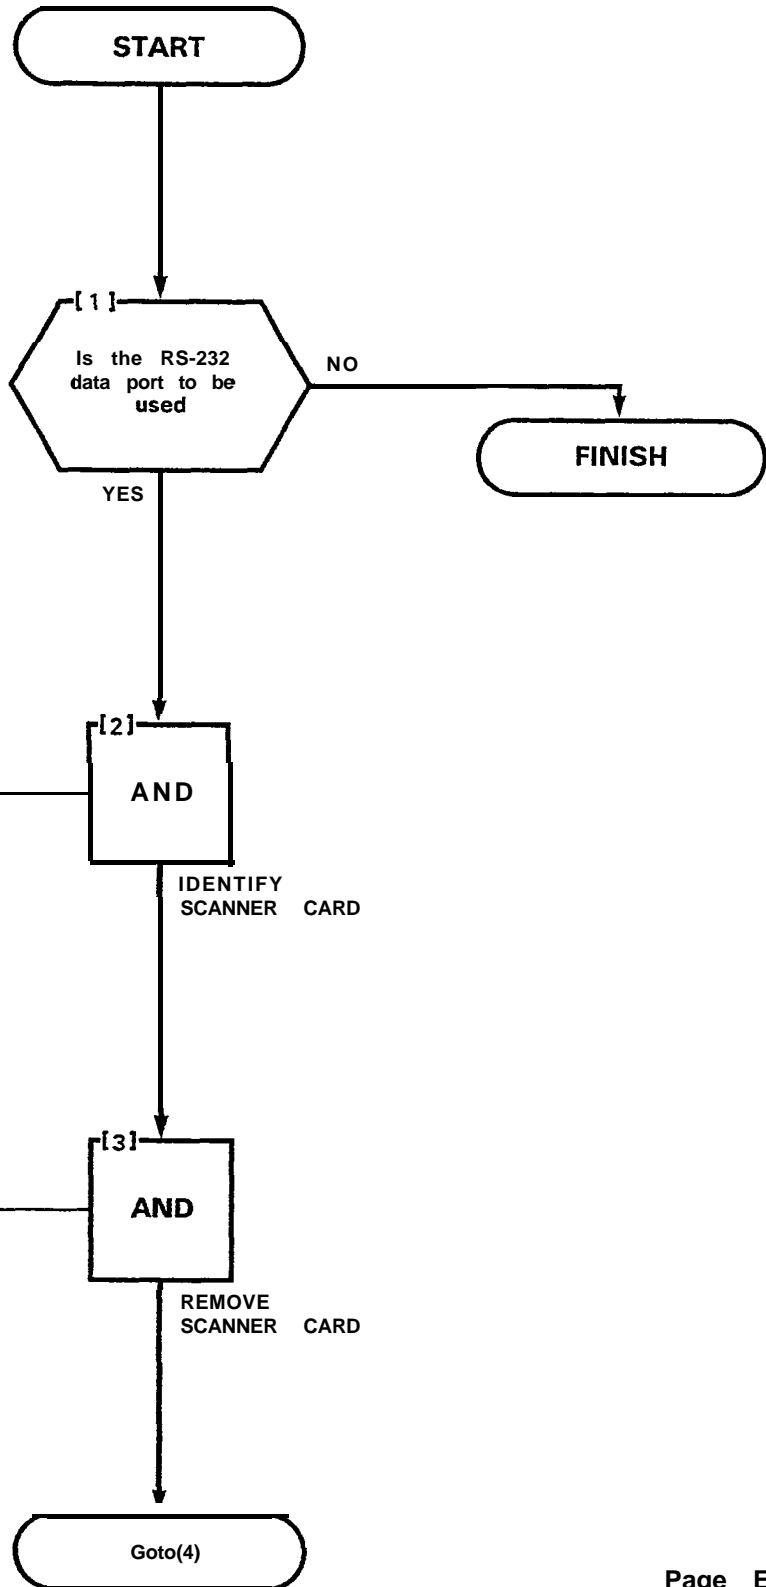 START
[1]
Is the RS-232
data port to be
used
NO
FINISH
YES
[2]
AND
IDENTIFY
SCANNER CARD
[3]
AND
REMOVE
SCANNER CARD
Goto(4)
Page E